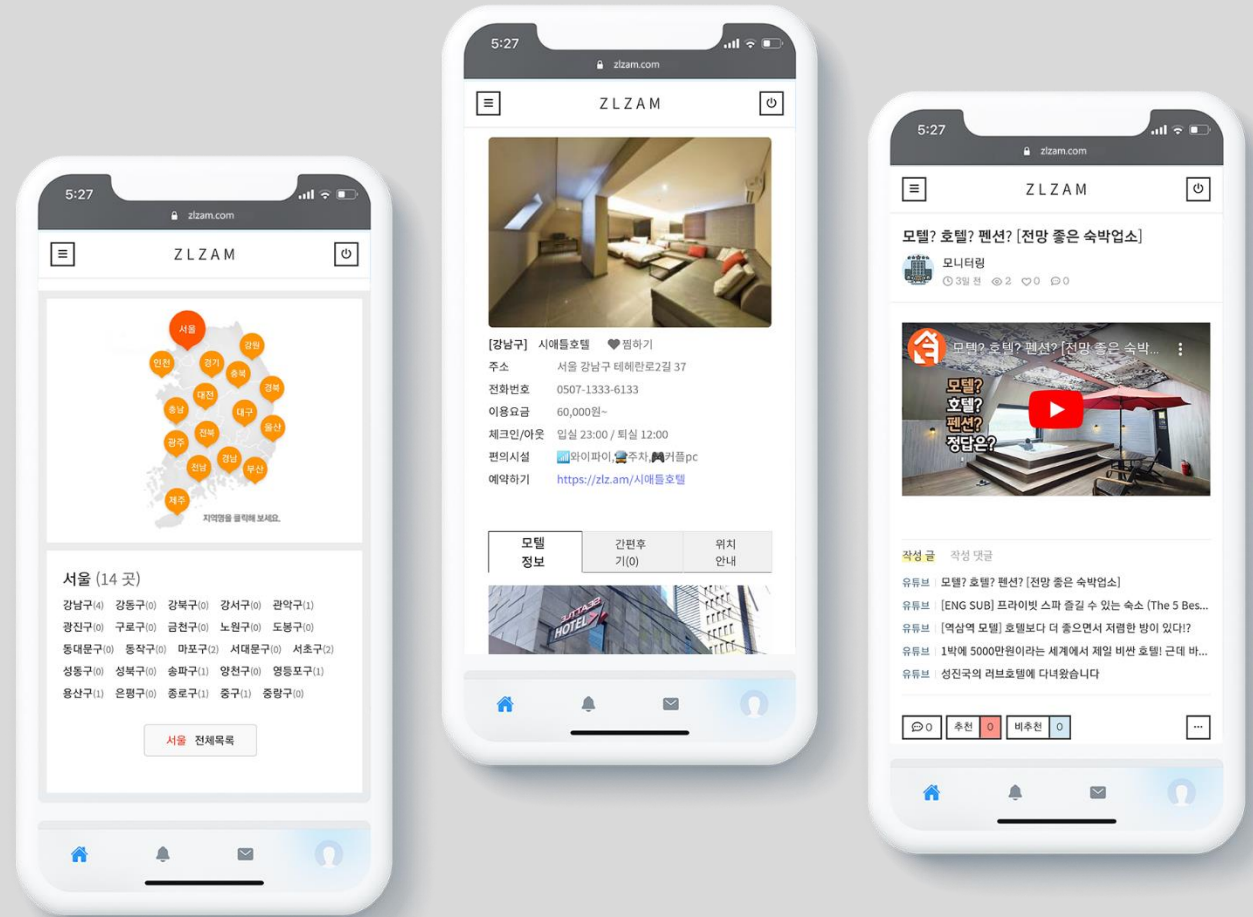 5:27
zlzam.com
ZLZAM
서울
강원
인천
경기
충북
경북
대전
충남
대구
울산
전북
광주
경남
전남
부산
제주
지역명을 클릭해 보세요.
서울 (14 곳)
강남구(4) 강동구(0) 강북구(0) 강서구(0) 관악구(1)
광진구(0) 구로구(0) 금천구(0) 노원구(0) 도봉구(0)
동대문구(0) 동작구(0) 마포구(2) 서대문구(0) 서초구(2)
성동구(0) 성북구(0) 송파구(1) 양천구(0) 영등포구(1)
용산구(1) 은평구(0) 종로구(1) 중구(1) 중랑구(0)
서울 전체목록
5:27
zlzam.com
ZLZAM
[강남구] 시애틀호텔 찜하기
주소 서울 강남구 테헤란로2길 37
전화번호 0507-1333-6133
이용요금 60,000원~
체크인/아웃 입실 23:00 / 퇴실 12:00
편의시설 와이파이,주차,커플pc
예약하기 https://zlz.am/시애틀호텔
모텔
정보
간편후
기(0)
위치
안내
SEATTLE
HOTEL
5:27
zlzam.com
ZLZAM
모텔? 호텔? 펜션? [전망 좋은 숙박업소]
모니터링
3일 전 2 0 0
모텔? 호텔? 펜션? [전망 좋은 숙박...
모텔?
호텔?
펜션?
정답은?
작성 글 작성 댓글
유튜브 모텔? 호텔? 펜션? [전망 좋은 숙박업소]
유튜브 [ENG SUB] 프라이빗 스파 즐길 수 있는 숙소 (The 5 Bes...
유튜브 [역삼역 모텔] 호텔보다 더 좋으면서 저렴한 방이 있다!?
유튜브 1박에 5000만원이라는 세계에서 제일 비싼 호텔! 근데 바...
유튜브 성진국의 러브호텔에 다녀왔습니다
0 추천 0 비추천 0